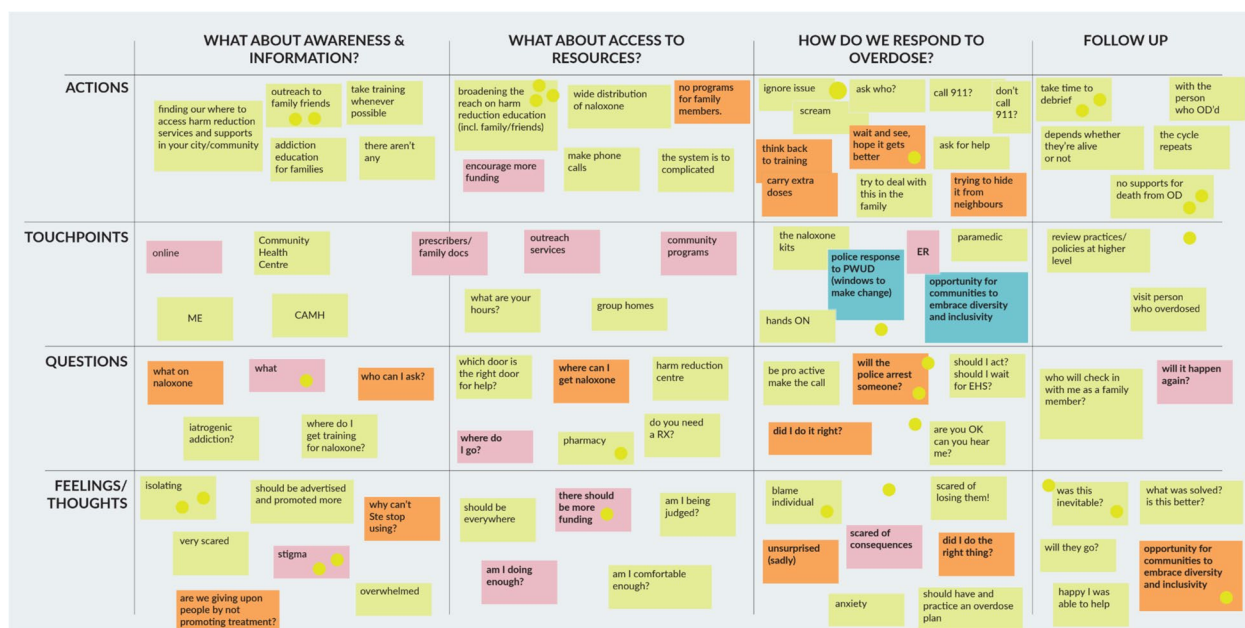 WHAT ABOUT AWARENESS &
INFORMATION?
WHAT ABOUT ACCESS TO
RESOURCES?
HOW DO WE RESPOND TO
OVERDOSE?
FOLLOW UP
ACTIONS
finding our where to
access harm reduction
services and supports
in your city/community
outreach to
family friends
take training
whenever
possible
addiction
education
for families
there aren't
any
broadening the
reach on harm
reduction education
(incl. family/friends)
wide distribution
of naloxone
no programs
for family
members.
encourage more
funding
make phone
calls
the system is to
complicated
ignore issue
scream
ask who?
call 911?
don't
call
911?
think back
to training
wait and see,
hope it gets
better
ask for help
carry extra
doses
try to deal with
this in the
family
trying to hide
it from
neighbours
take time to
debrief
with the
person
who OD'd
depends whether
they're alive
or not
the cycle
repeats
no supports for
death from OD
TOUCHPOINTS
online
Community
Health
Centre
ME
CAMH
prescribers/
family docs
outreach
services
community
programs
what are your
hours?
group homes
the naloxone
kits
police response
to PWUD
(windows to
make change)
ER
paramedic
opportunity for
communities to
embrace diversity
and inclusivity
hands ON
review practices/
policies at higher
level
visit person
who overdosed
QUESTIONS
what on
naloxone
what
who can I ask?
iatrogenic
addiction?
where do I
get training
for naloxone?
which door is
the right door
for help?
where can I
get naloxone
harm reduction
centre
where do
I go?
pharmacy
do you need
a RX?
be pro active
make the call
will the
police arrest
someone?
should I act?
should I wait
for EHS?
did I do it right?
are you OK
can you hear
me?
who will check in
with me as a family
member?
will it happen
again?
FEELINGS/
THOUGHTS
isolating
should be advertised
and promoted more
why can't
Ste stop
using?
very scared
stigma
are we giving upon
people by not
promoting treatment?
overwhelmed
should be
everywhere
there should
be more
funding
am I being
judged?
am I doing
enough?
am I comfortable
enough?
blame
individual
scared of
losing them!
unsurprised
(sadly)
scared of
consequences
did I do the
right thing?
anxiety
should have and
practice an overdose
plan
was this
inevitable?
what was solved?
is this better?
will they go?
happy I was
able to help
opportunity for
communities to
embrace diversity
and inclusivity